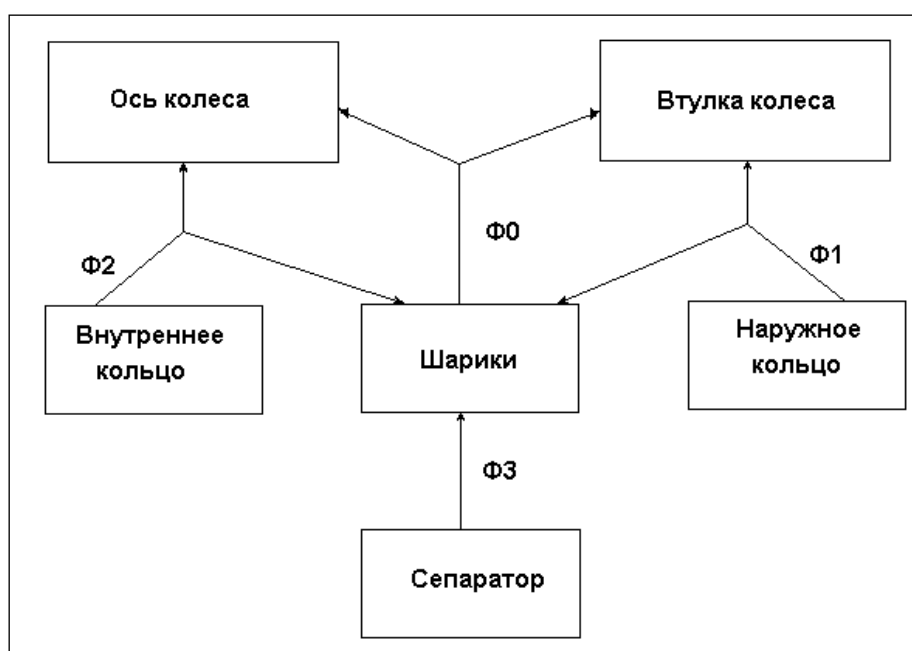 Ось колеса
Втулка колеса
Ф0
Ф2
Ф1
Внутреннее
кольцо
Шарики
Наружное
кольцо
Ф3
Сепаратор